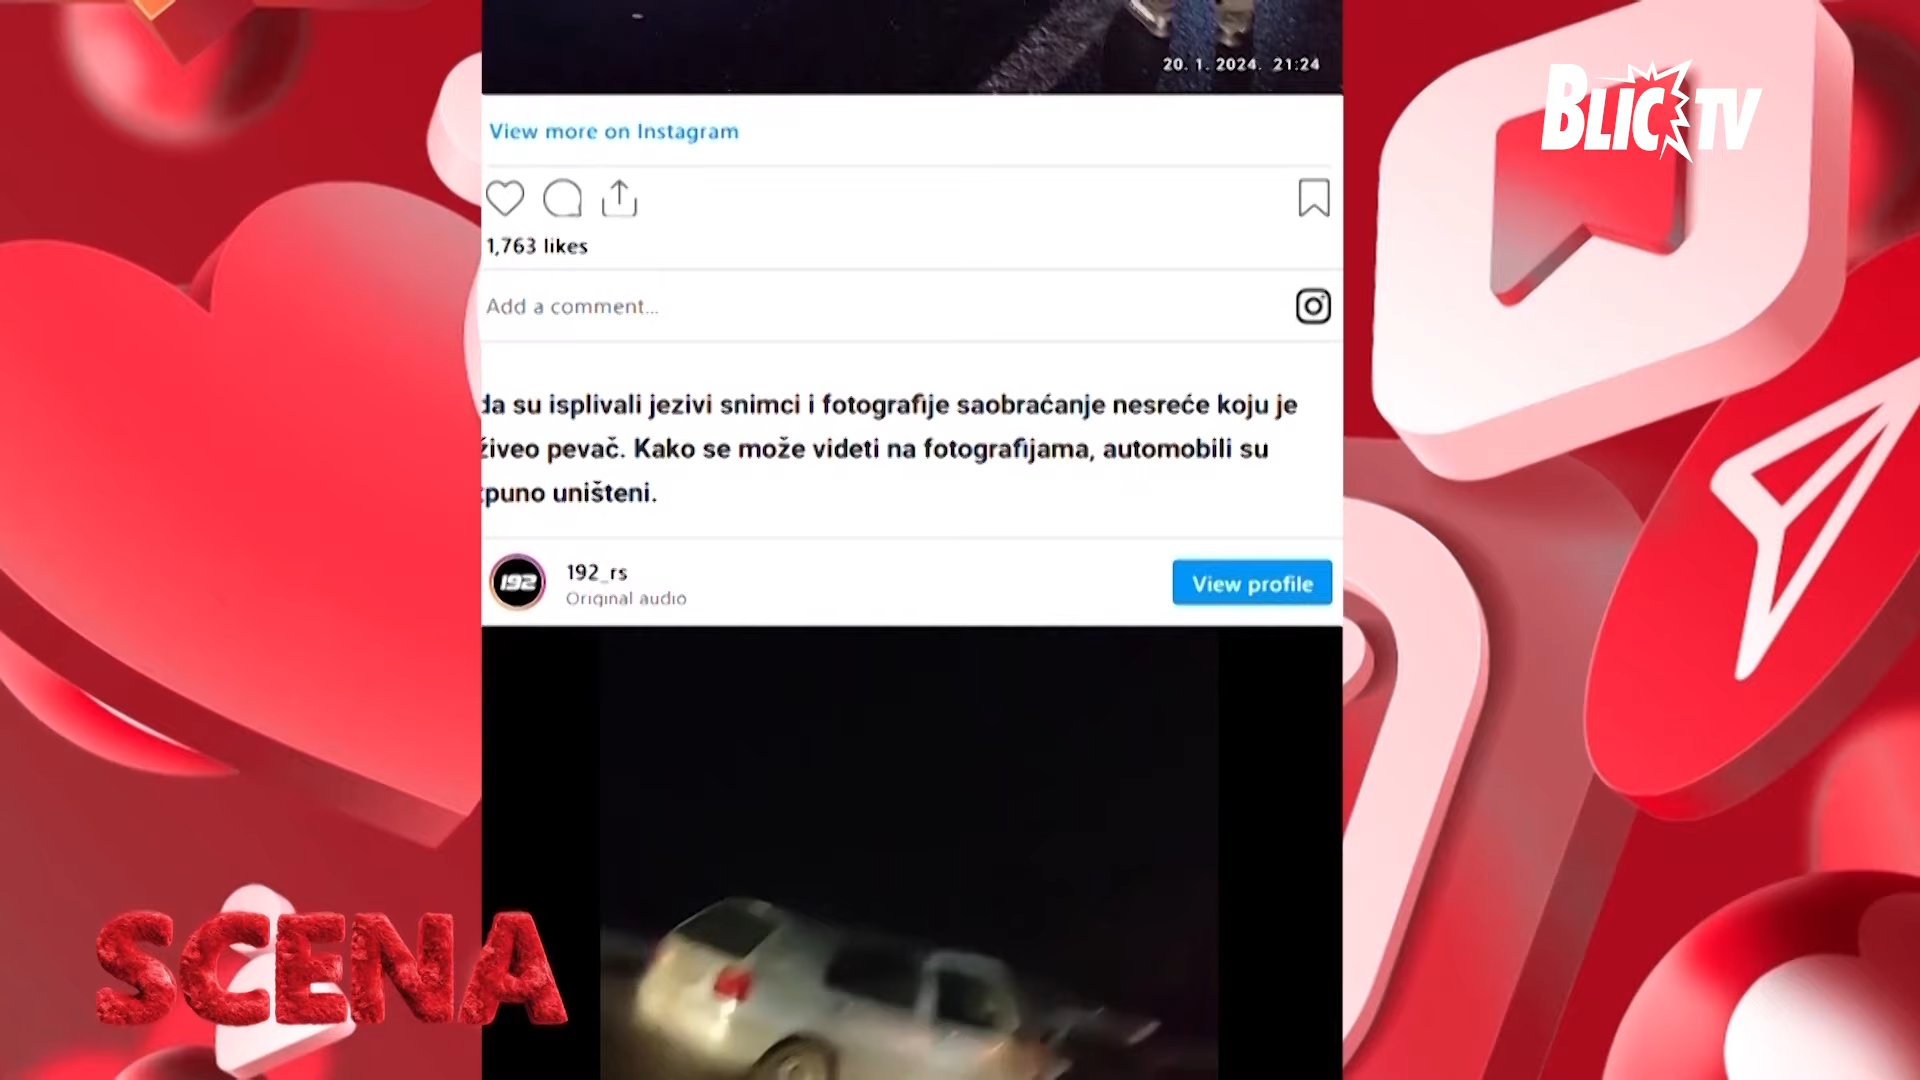 20. 1. 2024. 21:24
BLIC TV
View more on Instagram
1,763 likes
Add a comment...
da su isplivali jezivi snimci i fotografije saobraćanje nesreće koju je
živeo pevač. Kako se može videti na fotografijama, automobili su
puno uništeni.
192
192_rs
Original audio
View profile
SCENA